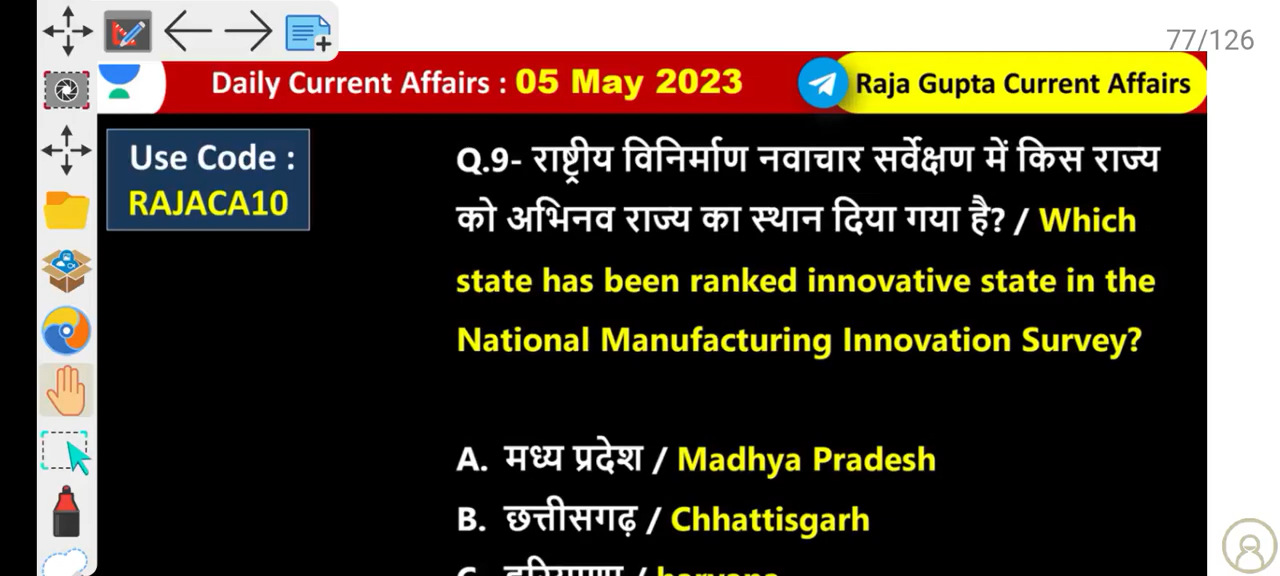 77/126
Daily Current Affairs : 05 May 2023
Raja Gupta Current Affairs
Use Code :
RAJACA10
Q.9- राष्ट्रीय विनिर्माण नवाचार सर्वेक्षण में किस राज्य
को अभिनव राज्य का स्थान दिया गया है? / Which
state has been ranked innovative state in the
National Manufacturing Innovation Survey?
A. मध्य प्रदेश / Madhya Pradesh
B. छत्तीसगढ़ / Chhattisgarh
C. हरियाणा / haryana